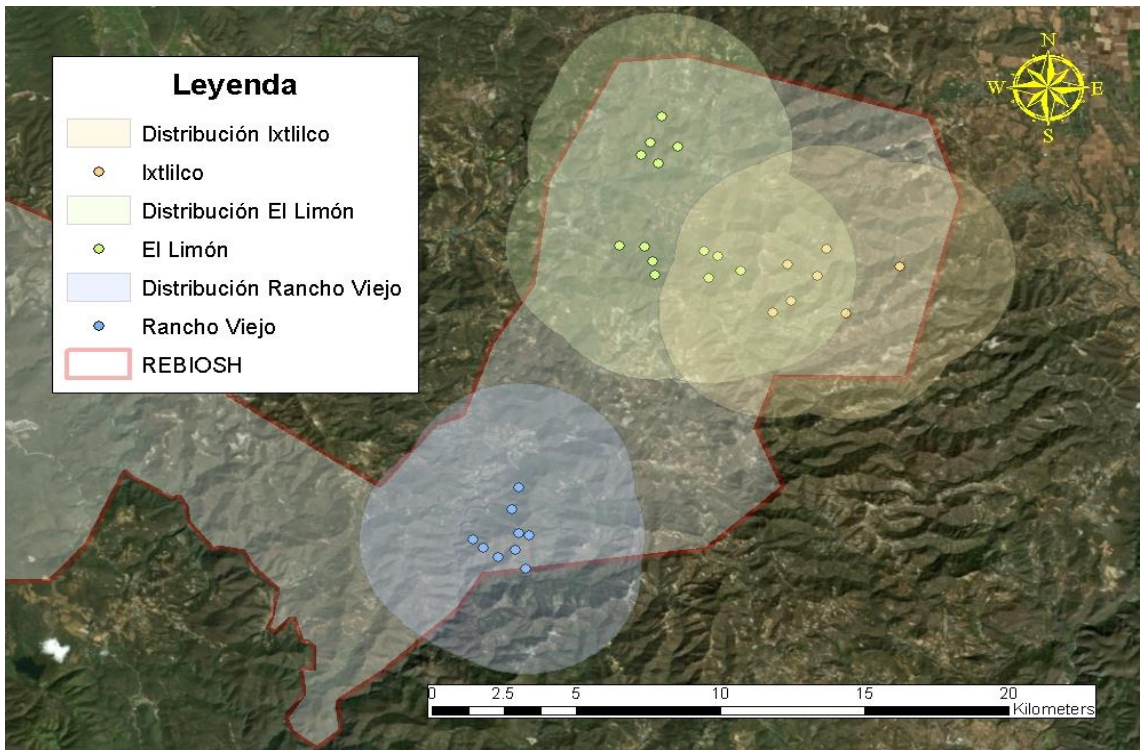 Leyenda
Distribución Ixtlilco
Ixtlilco
Distribución El Limón
El Limón
Distribución Rancho Viejo
Rancho Viejo
REBIOSH
N
W E
S
0 2.5 5 10 15 20
Kilometers